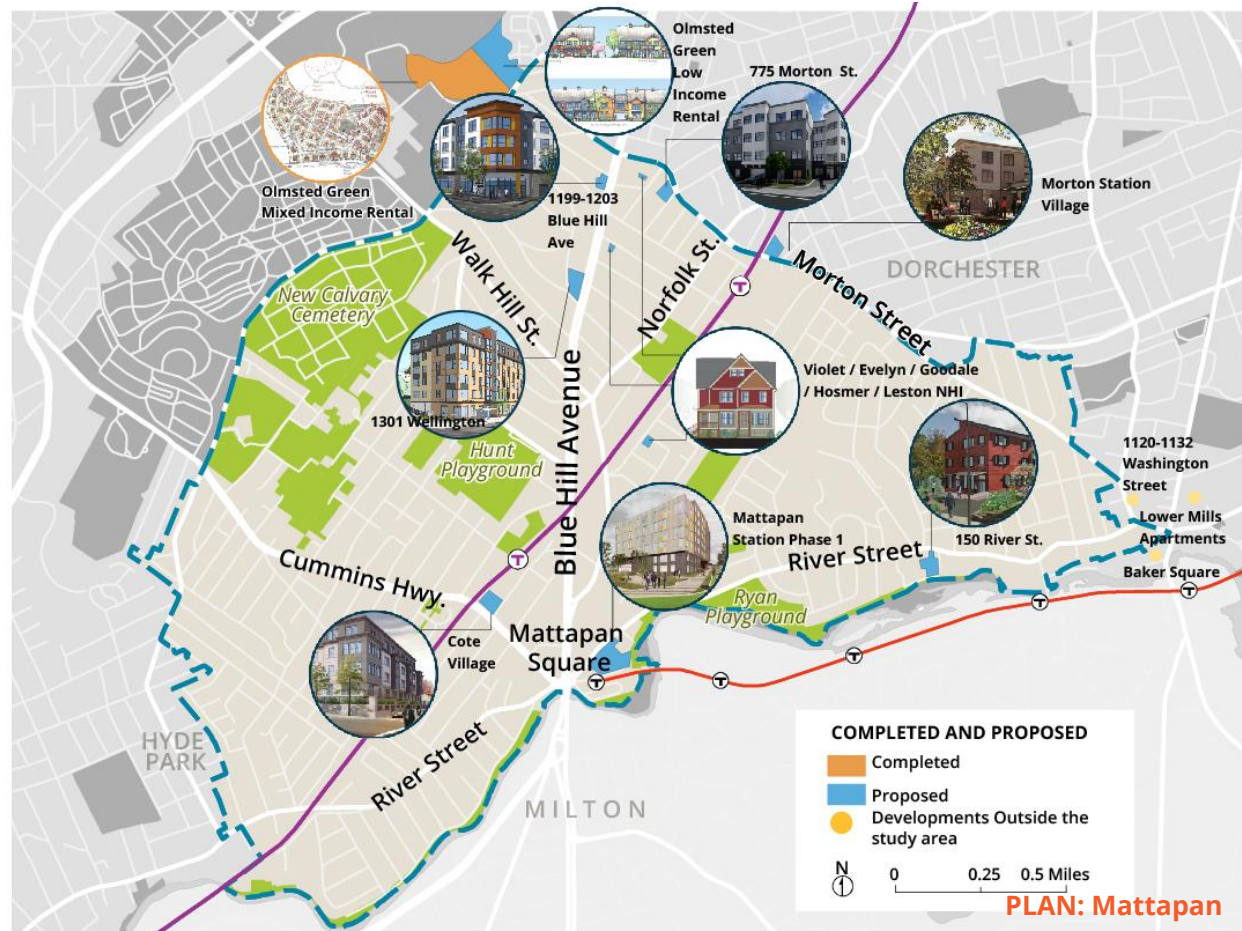 Olmsted
Green
Low
Income
Rental
775 Morton St.
Olmsted Green
Mixed Income Rental
1199-1203
Blue Hill
Ave
Morton Station
Village
DORCHESTER
Walk Hill St.
Norfolk St.
Morton Street
New Calvary
Cemetery
T
Blue Hill Avenue
Violet / Evelyn / Goodale
/ Hosmer / Leston NHI
1301 Wellington
Hunt
Playground
1120-1132
Washington
Street
Mattapan
Station Phase 1
Lower Mills
Apartments
150 River St.
River Street
T
Baker Square
Cummins Hwy.
Ryan
Playground
T
T
Cote
Village
Mattapan
Square
T
T
T
HYDE
PARK
River Street
MILTON
COMPLETED AND PROPOSED
Completed
Proposed
Developments Outside the
study area
N
0 0.25 0.5 Miles
PLAN: Mattapan